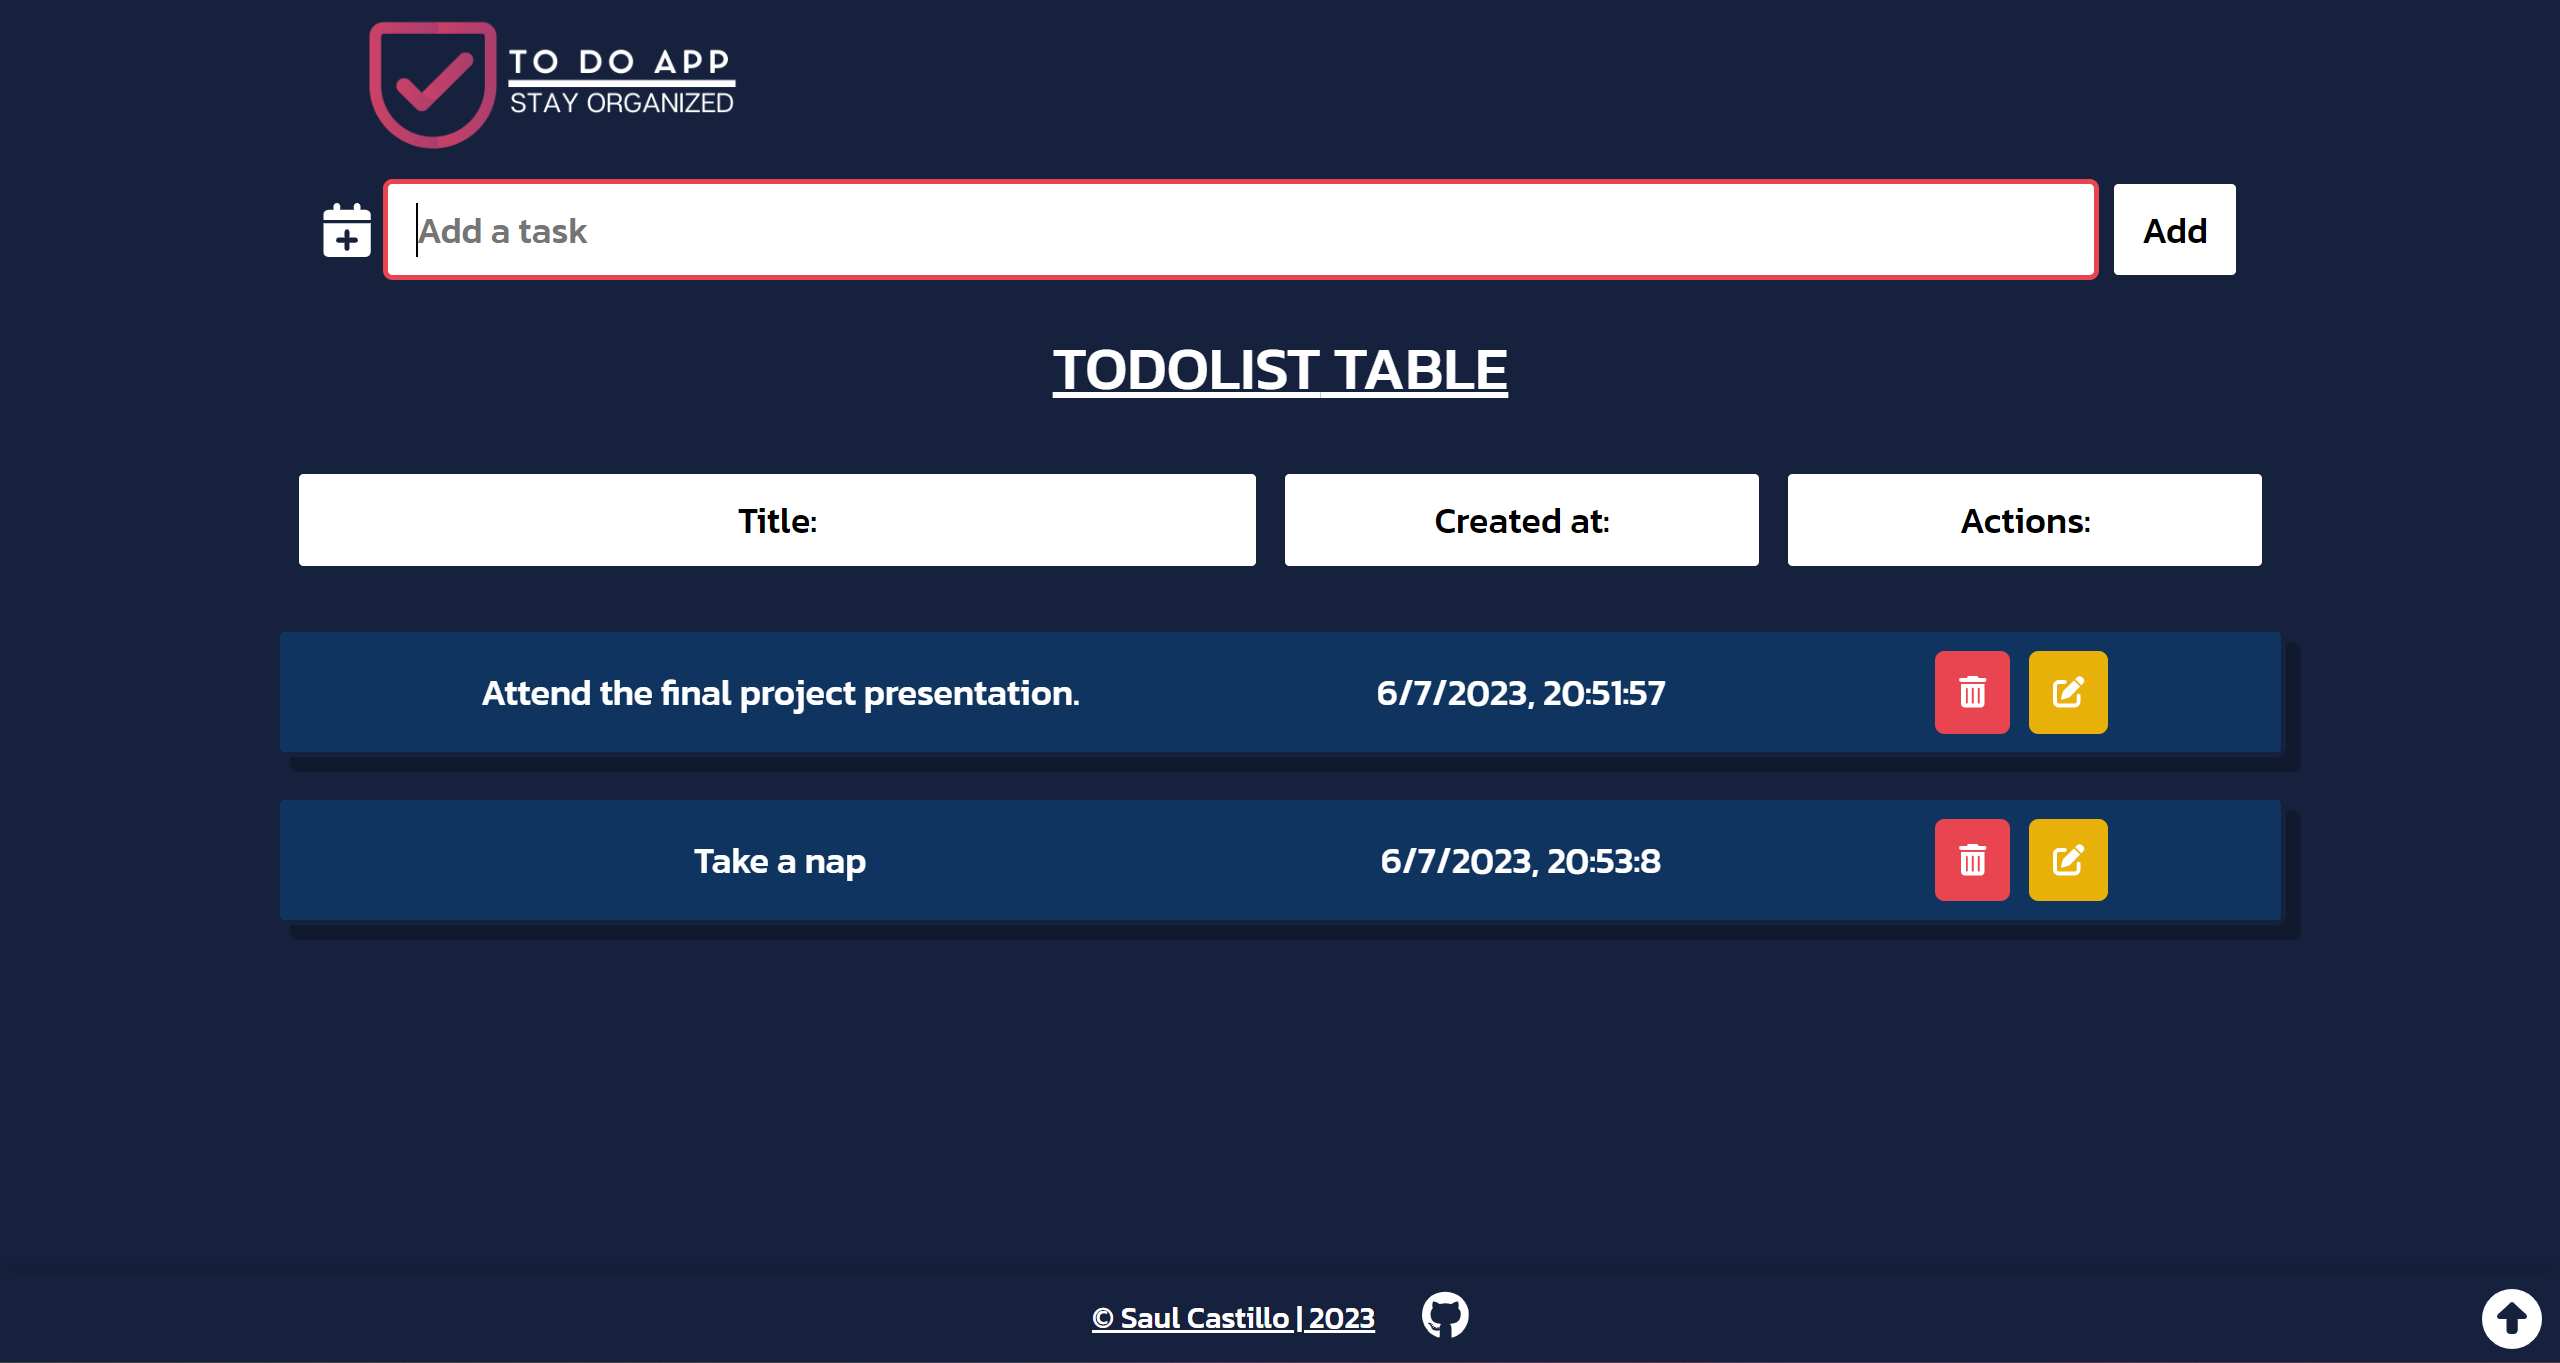 TO DO APP
STAY ORGANIZED
Add a task
Add
TODOLIST TABLE
Title:
Created at:
Actions:
Attend the final project presentation.
6/7/2023, 20:51:57
Take a nap
6/7/2023, 20:53:8
© Saul Castillo | 2023